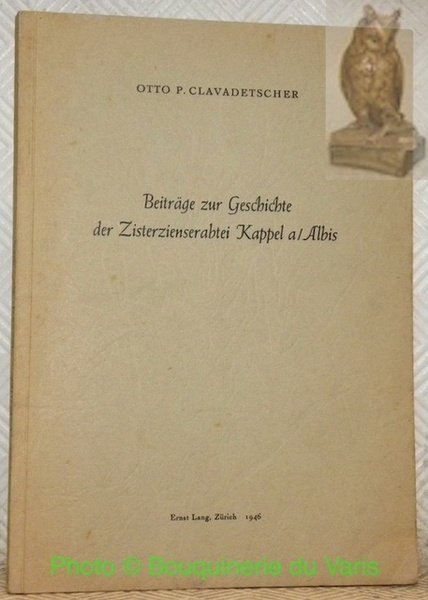 OTTO P. CLAVADETSCHER
Beiträge zur Geschichte
der Zisterzienserabtei Kappel a/Albis
Ernst Lang, Zürich 1946
Photo © Bouquinerie du Varis